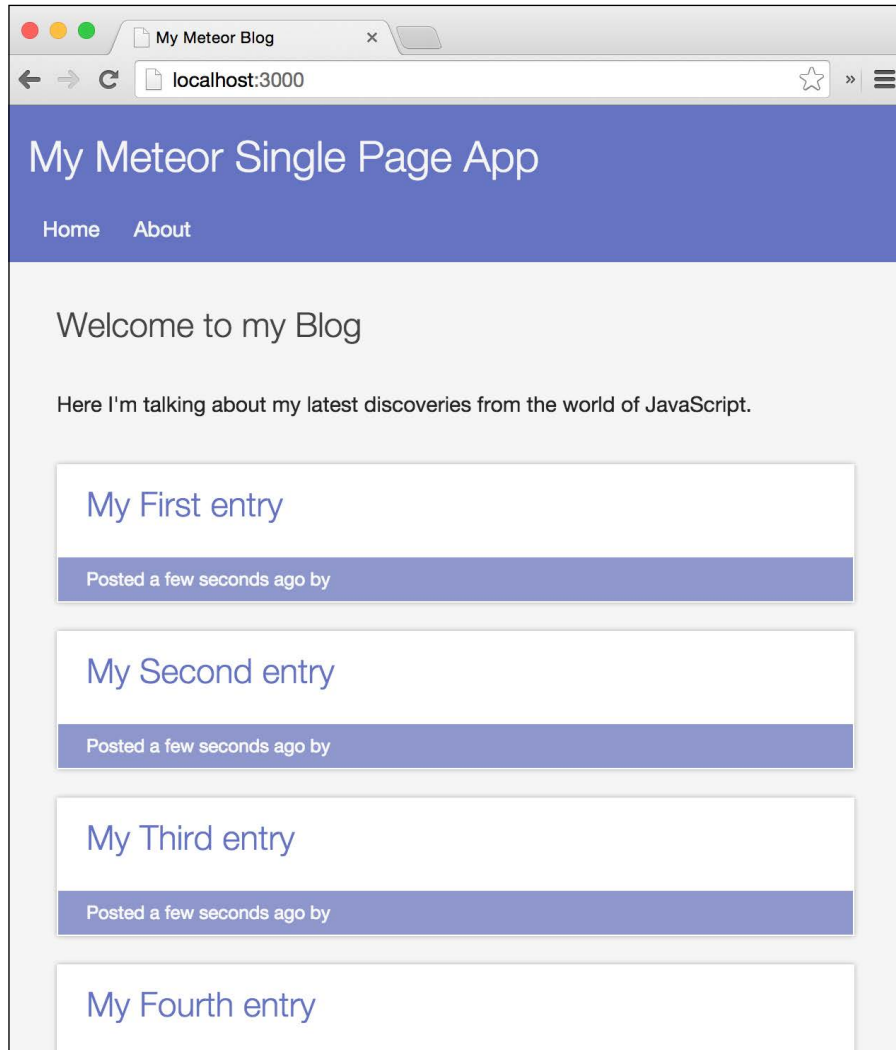 My Meteor Blog
localhost:3000
My Meteor Single Page App
Home About
Welcome to my Blog
Here I'm talking about my latest discoveries from the world of JavaScript.
My First entry
Posted a few seconds ago by
My Second entry
Posted a few seconds ago by
My Third entry
Posted a few seconds ago by
My Fourth entry